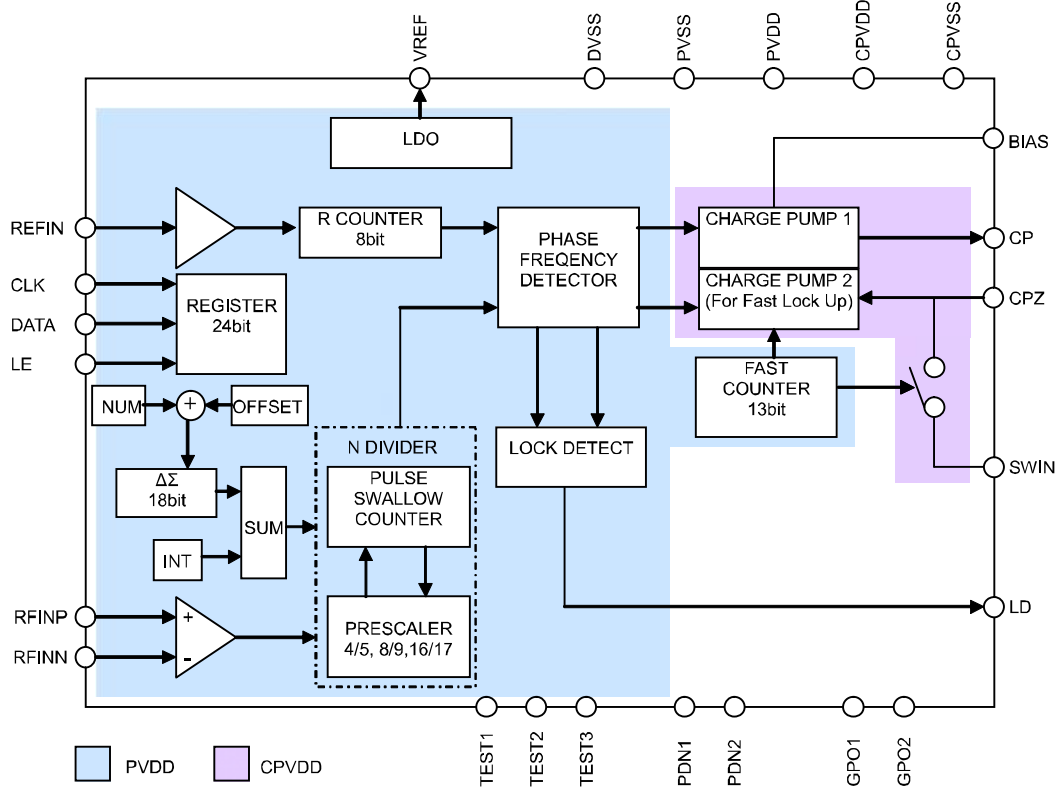 VREF
DVSS
PVSS
PVDD
CPVDD
CPVSS
LDO
BIAS
REFIN
R COUNTER
8bit
PHASE
FREQENCY
DETECTOR
CHARGE PUMP 1
CP
CLK
DATA
LE
REGISTER
24bit
CHARGE PUMP 2
(For Fast Lock Up)
CPZ
FAST
COUNTER
13bit
NUM
+
OFFSET
N DIVIDER
LOCK DETECT
SWIN
ΔΣ
18bit
SUM
PULSE
SWALLOW
COUNTER
INT
RFINP
RFINN
+
-
PRESCALER
4/5, 8/9,16/17
LD
TEST1
TEST2
TEST3
PDN1
PDN2
GPO1
GPO2
PVDD
CPVDD